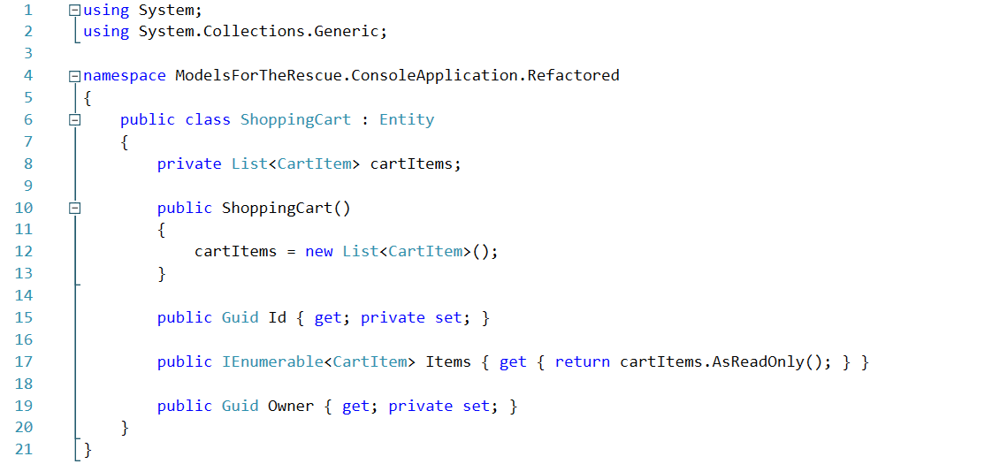 1 using System;
2 using System.Collections.Generic;
3
4 namespace ModelsForTheRescue.ConsoleApplication.Refactored
5 {
6     public class ShoppingCart : Entity
7     {
8         private List<CartItem> cartItems;
9
10         public ShoppingCart()
11         {
12             cartItems = new List<CartItem>();
13         }
14
15         public Guid Id { get; private set; }
16
17         public IEnumerable<CartItem> Items { get { return cartItems.AsReadOnly(); } }
18
19         public Guid Owner { get; private set; }
20     }
21 }